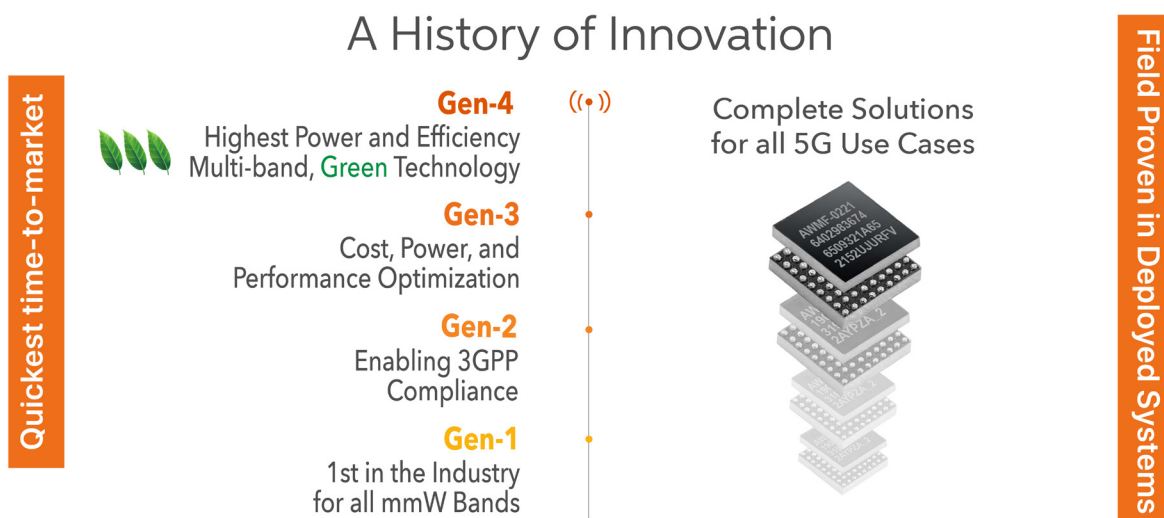 A History of Innovation
Quickest time-to-market
Gen-4
Highest Power and Efficiency
Multi-band, Green Technology
Gen-3
Cost, Power, and
Performance Optimization
Gen-2
Enabling 3GPP
Compliance
Gen-1
1st in the Industry
for all mmW Bands
Complete Solutions
for all 5G Use Cases
AWMF-0221
6402983674
6509321A65
2152UJURFV
2AYPZA_2
Field Proven in Deployed Systems